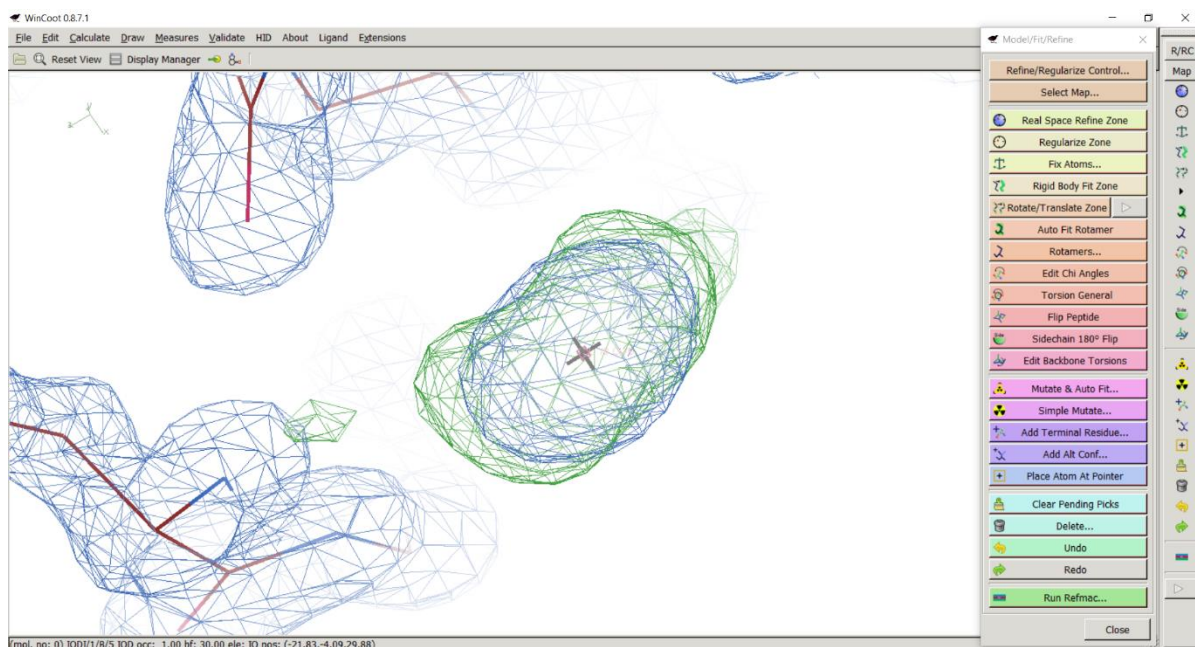 WinCoot 0.8.7.1
File Edit Calculate Draw Measures Validate HID About Ligand Extensions
Reset View Display Manager
Model/Fit/Refine
R/RC
Map
Refine/Regularize Control...
Select Map...
Real Space Refine Zone
Regularize Zone
Fix Atoms...
Rigid Body Fit Zone
Rotate/Translate Zone
Auto Fit Rotamer
Rotamers...
Edit Chi Angles
Torsion General
Flip Peptide
Sidechain 180° Flip
Edit Backbone Torsions
Mutate & Auto Fit...
Simple Mutate...
Add Terminal Residue...
Add Alt Conf...
Place Atom At Pointer
Clear Pending Picks
Delete...
Undo
Redo
Run Refmac...
Close
(mol. no: 0) IOD occ: 1.00 bf: 30.00 ele: pos: (-21.83,-4.09,29.88)